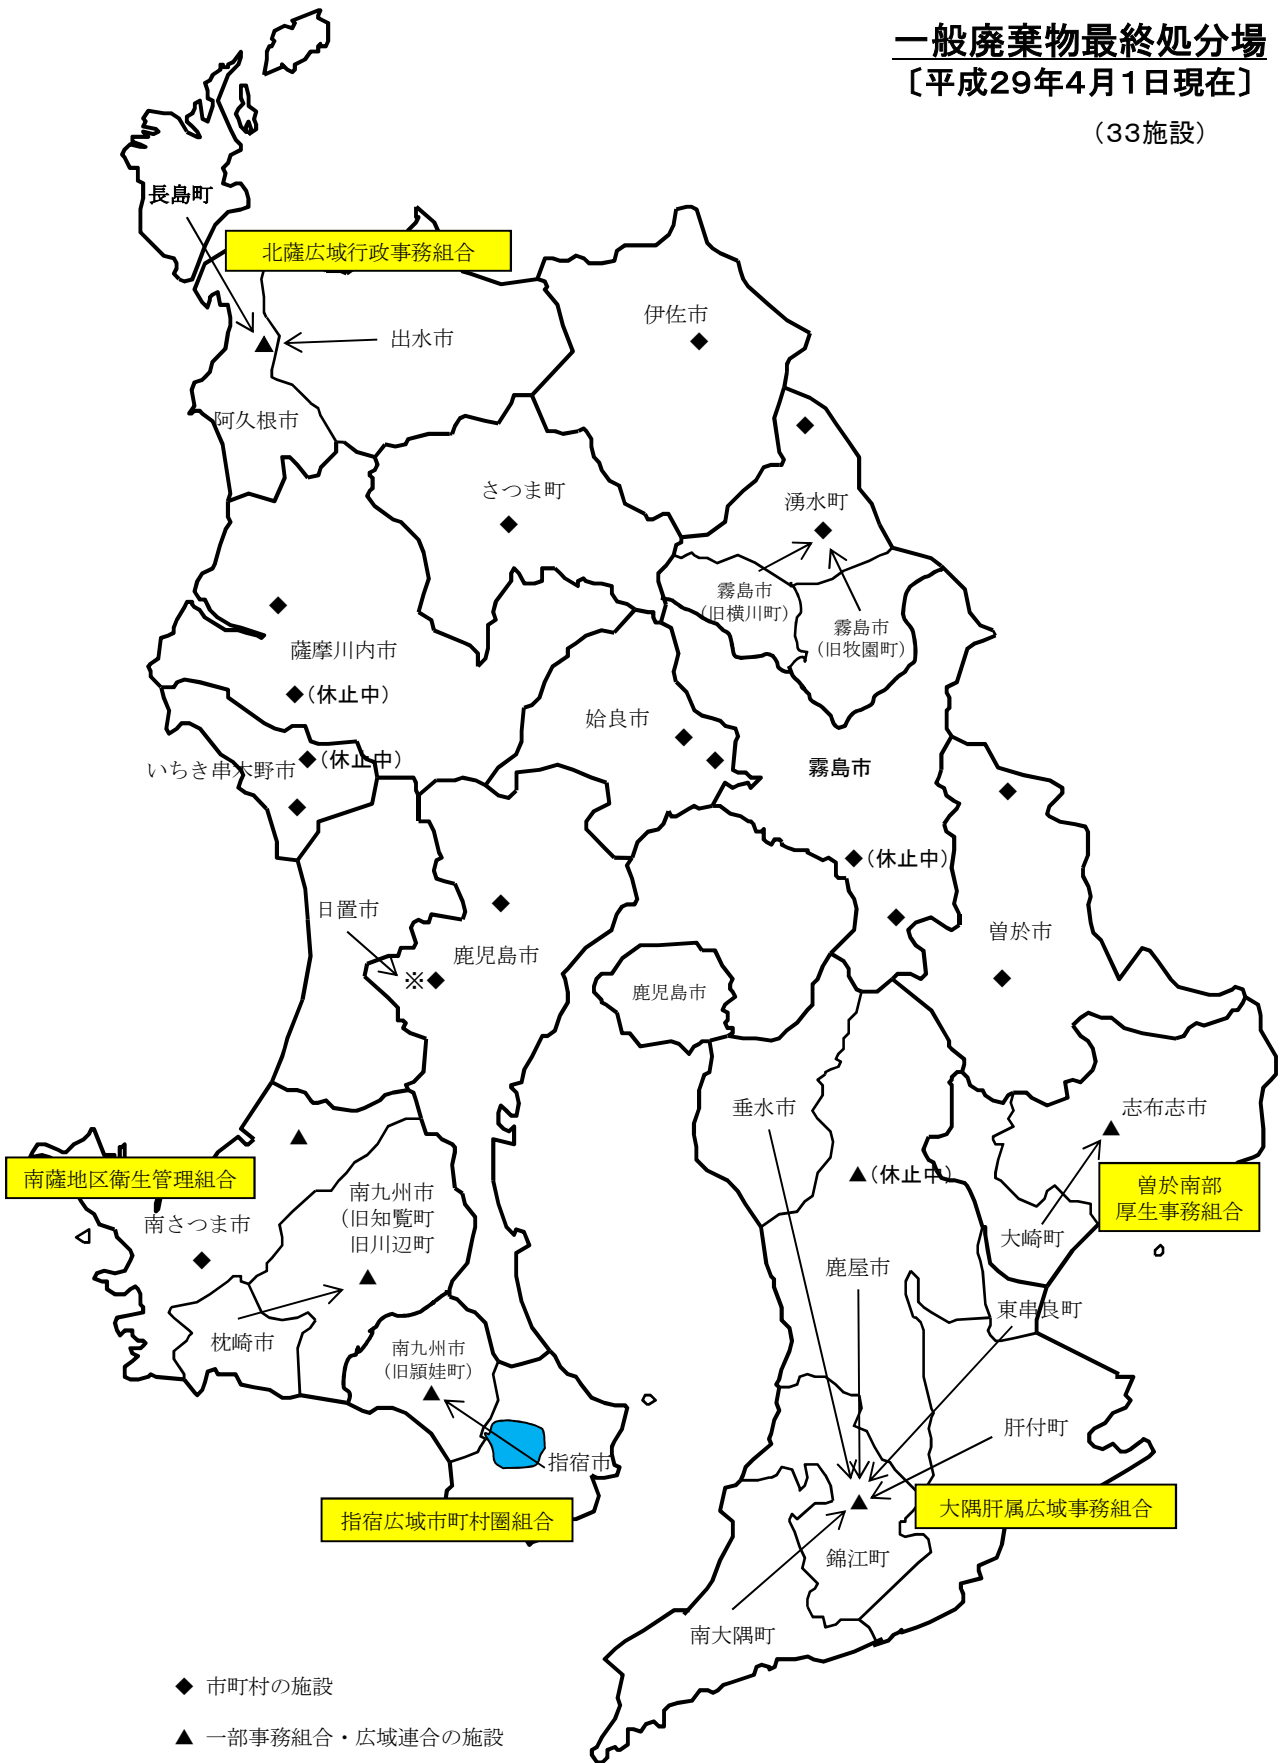 一般廃棄物最終処分場
〔平成29年4月1日現在〕
(33施設)
長島町
北薩広域行政事務組合
伊佐市
出水市
阿久根市
さつま町
湧水町
霧島市
(旧横川町)
霧島市
(旧牧園町)
薩摩川内市
(休止中)
姶良市
(休止中)
いちき串木野市
霧島市
(休止中)
日置市
曽於市
鹿児島市
※
鹿児島市
垂水市
志布志市
南薩地区衛生管理組合
(休止中)
曽於南部
厚生事務組合
南九州市
(旧知覧町
旧川辺町
南さつま市
大崎町
鹿屋市
東串良町
枕崎市
南九州市
(旧頴娃町)
肝付町
指宿市
指宿広域市町村圏組合
大隅肝属広域事務組合
錦江町
南大隅町
◆ 市町村の施設
▲ 一部事務組合・広域連合の施設